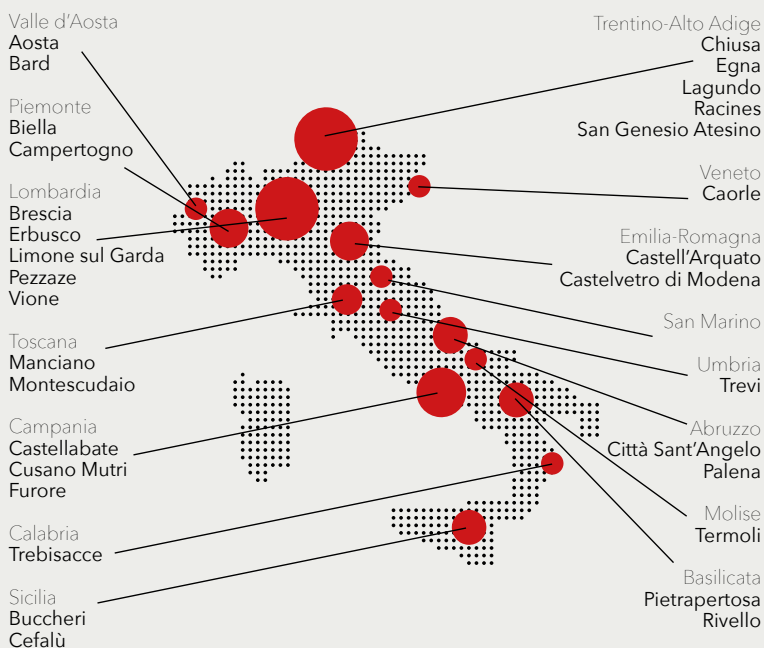 Valle d'Aosta
Aosta
Bard
Piemonte
Biella
Campertogno
Lombardia
Brescia
Erbusco
Limone sul Garda
Pezzaze
Vione
Toscana
Manciano
Montescudaio
Campania
Castellabate
Cusano Mutri
Furore
Calabria
Trebisacce
Sicilia
Buccheri
Cefalù
Trentino-Alto Adige
Chiusa
Egna
Lagundo
Racines
San Genesio Atesino
Veneto
Caorle
Emilia-Romagna
Castell'Arquato
Castelvetro di Modena
San Marino
Umbria
Trevi
Abruzzo
Città Sant'Angelo
Palena
Molise
Termoli
Basilicata
Pietrapertosa
Rivello